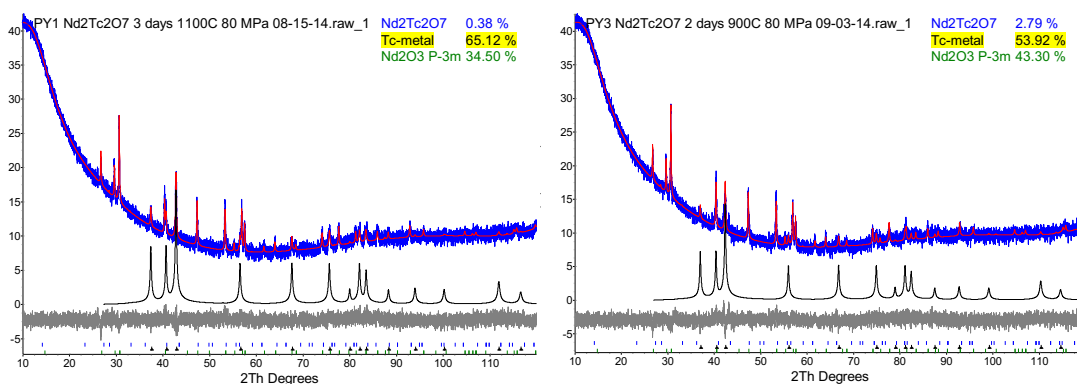 PY1 Nd2Tc2O7 3 days 1100C 80 MPa 08-15-14.raw_1
Nd2Tc2O7 0.38 %
Tc-metal 65.12 %
Nd2O3 P-3m 34.50 %
40
35
30
25
20
15
10
5
0
-5
10 20 30 40 50 60 70 80 90 100 110
2Th Degrees
PY3 Nd2Tc2O7 2 days 900C 80 MPa 09-03-14.raw_1
Nd2Tc2O7 2.79 %
Tc-metal 53.92 %
Nd2O3 P-3m 43.30 %
40
35
30
25
20
15
10
5
0
-5
10 20 30 40 50 60 70 80 90 100 110
2Th Degrees